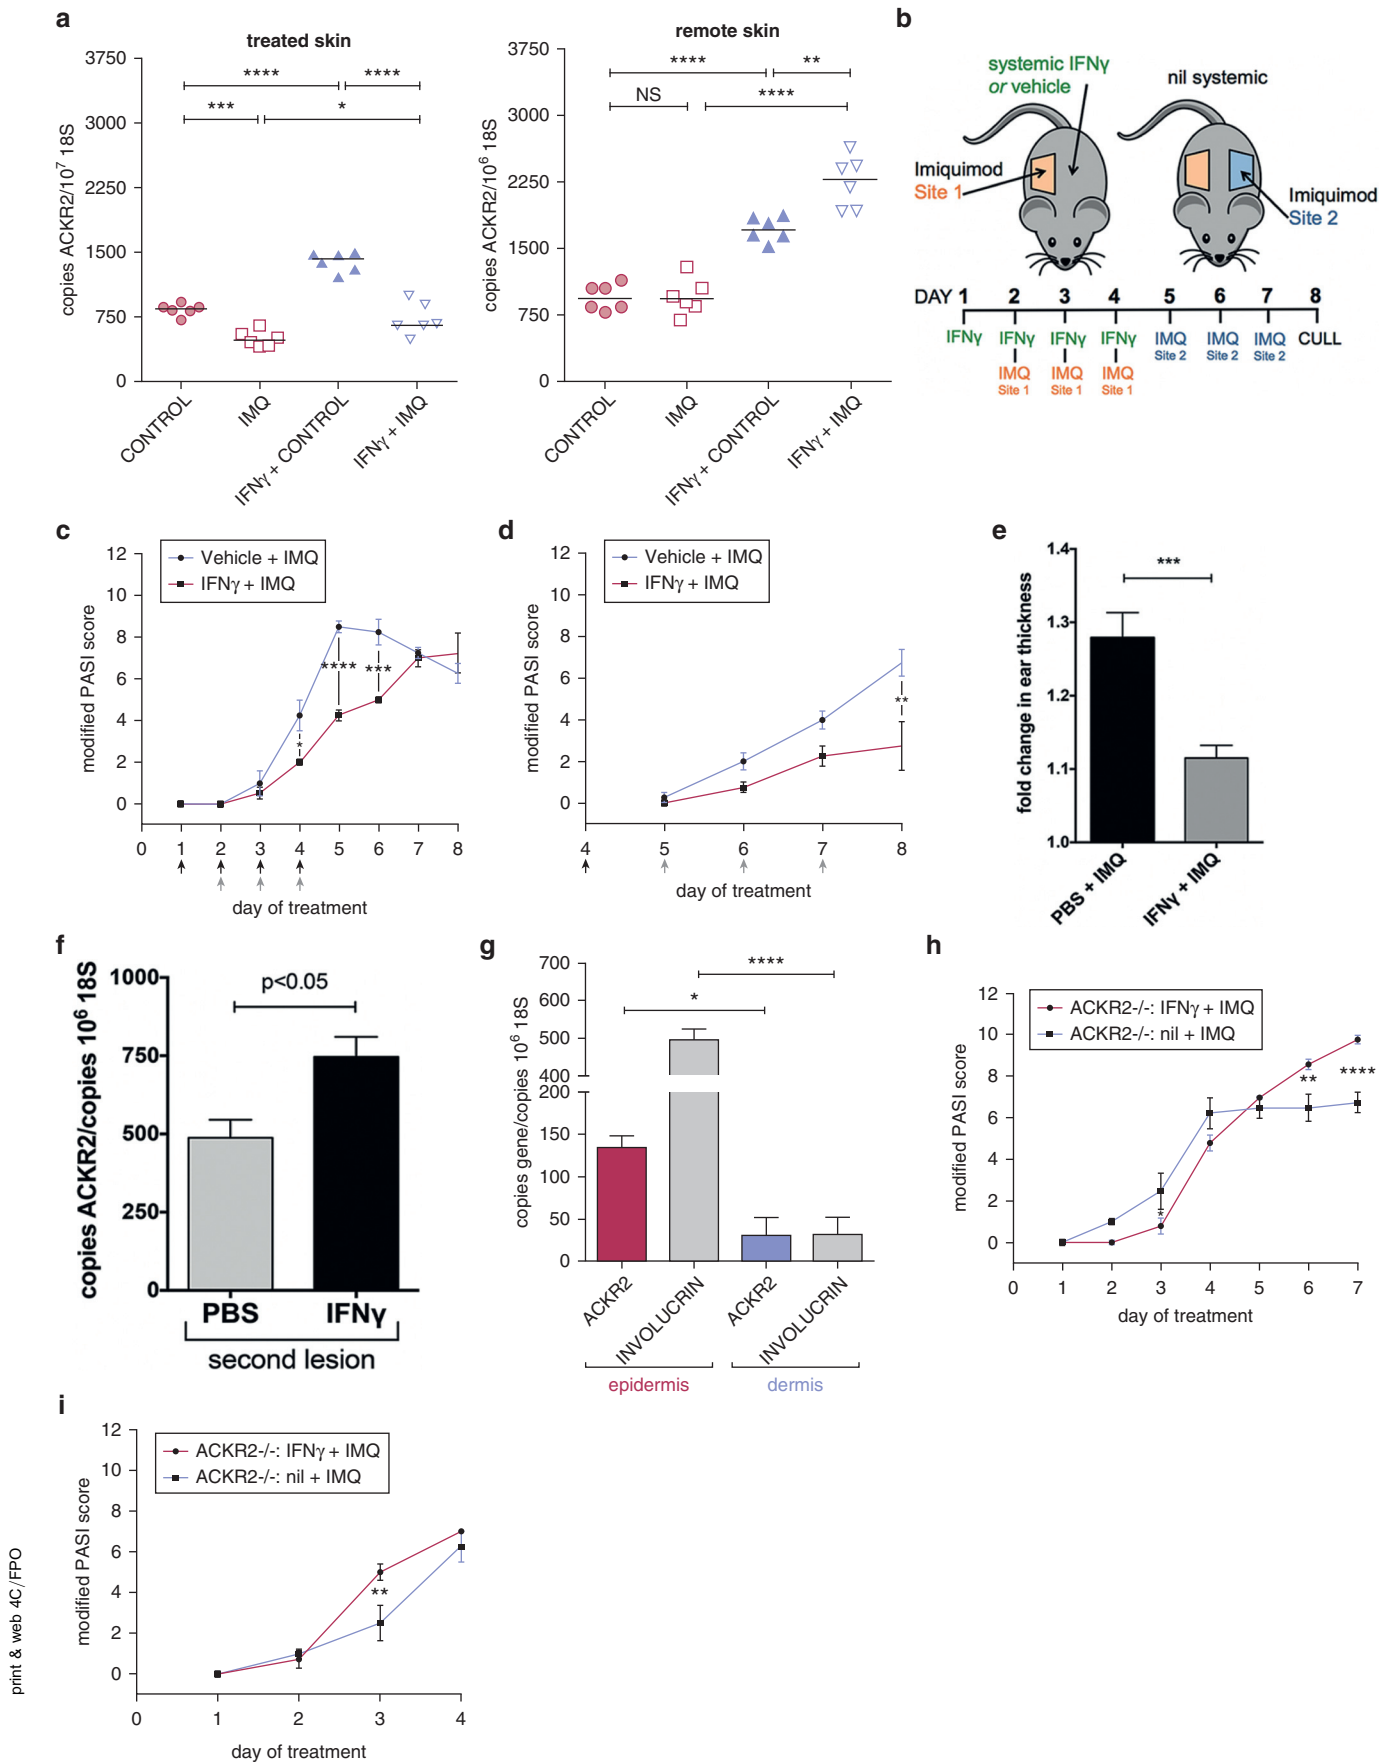 a
treated skin
copies ACKR2/10⁷ 18S
3750
3000
2250
1500
750
0
****
****
***
*
CONTROL
IMQ
IFNγ + CONTROL
IFNγ + IMQ
remote skin
copies ACKR2/10⁶ 18S
3750
3000
2250
1500
750
0
****
**
NS
****
CONTROL
IMQ
IFNγ + CONTROL
IFNγ + IMQ
b
systemic IFNγ
or vehicle
nil systemic
Imiquimod
Site 1
Imiquimod
Site 2
DAY 1 2 3 4 5 6 7 8
IFNγ IFNγ IFNγ IFNγ IMQ IMQ IMQ CULL
Site 2 Site 2 Site 2
IMQ IMQ IMQ
Site 1 Site 1 Site 1
c
Vehicle + IMQ
IFNγ + IMQ
modified PASI score
12
10
8
6
4
2
0
*
****
***
0 1 2 3 4 5 6 7 8
day of treatment
d
Vehicle + IMQ
IFNγ + IMQ
modified PASI score
12
10
8
6
4
2
0
**
4 5 6 7 8
day of treatment
e
fold change in ear thickness
1.4
1.3
1.2
1.1
1.0
***
PBS + IMQ
IFNγ + IMQ
f
copies ACKR2/copies 10⁶ 18S
1000
750
500
250
0
p<0.05
PBS IFNγ
second lesion
g
copies gene/copies 10⁶ 18S
700
600
500
400
200
150
100
50
0
****
*
ACKR2
INVOLUCRIN
ACKR2
INVOLUCRIN
epidermis
dermis
h
ACKR2-/-: IFNγ + IMQ
ACKR2-/-: nil + IMQ
modified PASI score
12
10
8
6
4
2
0
*
**
****
0 1 2 3 4 5 6 7
day of treatment
i
ACKR2-/-: IFNγ + IMQ
ACKR2-/-: nil + IMQ
modified PASI score
12
10
8
6
4
2
0
**
0 1 2 3 4
day of treatment
print & web 4C/FPO